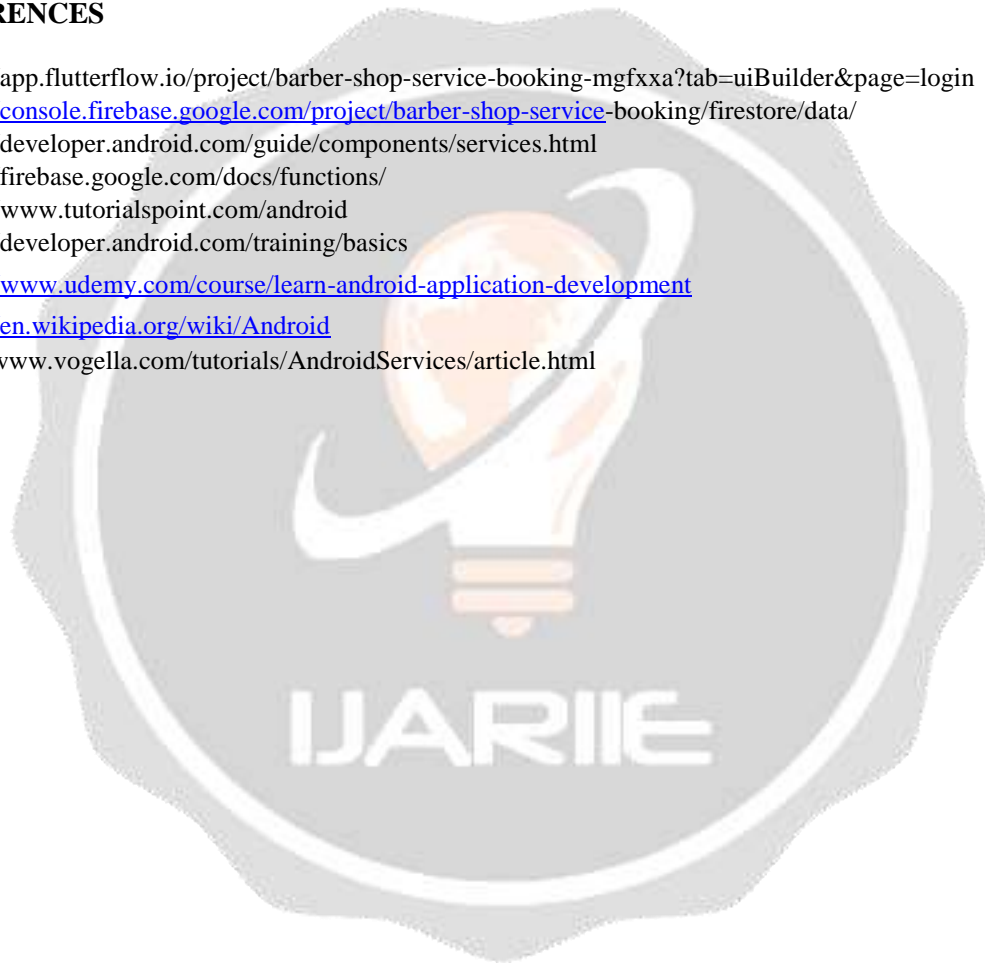 RENCES
app.flutterflow.io/project/barber-shop-service-booking-mgfxxa?tab=uiBuilder&page=login
console.firebase.google.com/project/barber-shop-service-booking/firestore/data/
developer.android.com/guide/components/services.html
firebase.google.com/docs/functions/
www.tutorialspoint.com/android
developer.android.com/training/basics
www.udemy.com/course/learn-android-application-development
en.wikipedia.org/wiki/Android
www.vogella.com/tutorials/AndroidServices/article.html
IJARIIE